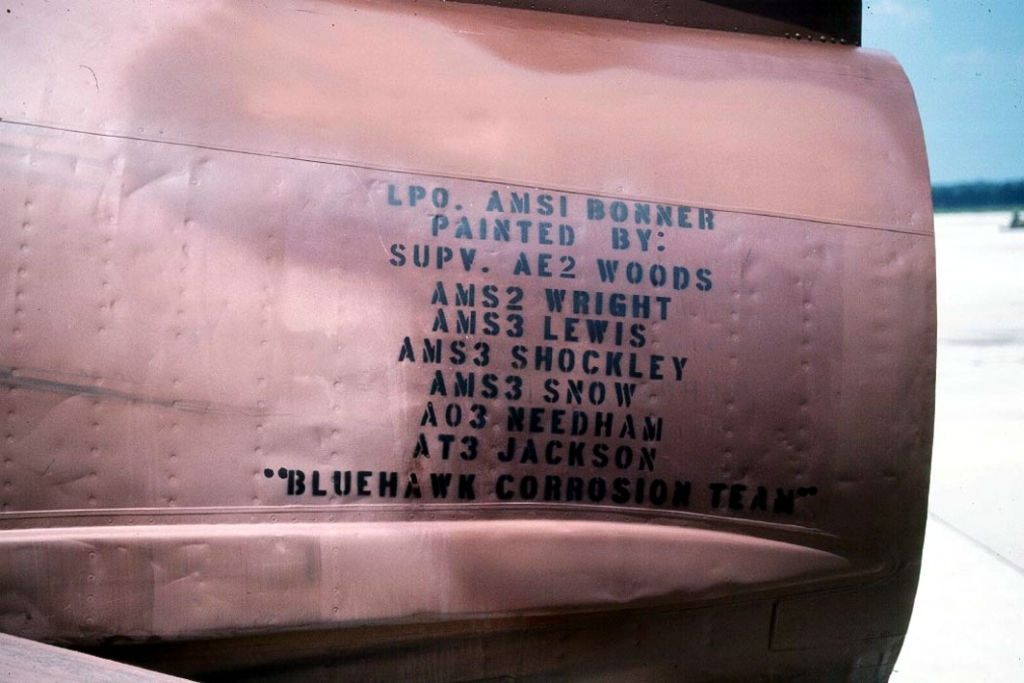 LPO. AMS1 BONNER
PAINTED BY:
SUPV. AE2 WOODS
AMS2 WRIGHT
AMS3 LEWIS
AMS3 SHOCKLEY
AMS3 SNOW
AO3 NEEDHAM
AT3 JACKSON
"BLUEHAWK CORROSION TEAM"